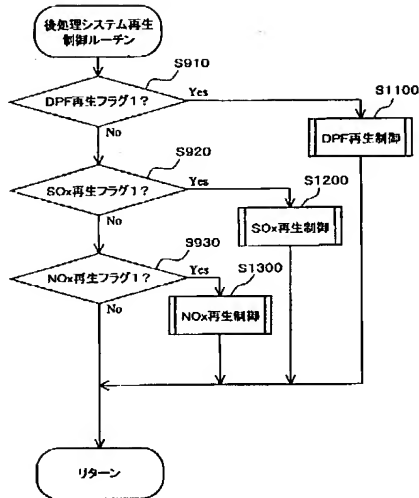 後処理システム再生
制御ルーチン
S910
DPF再生フラグ1?
Yes
S1100
DPF再生制御
No
S920
SOx再生フラグ1?
Yes
S1200
SOx再生制御
No
S930
NOx再生フラグ1?
Yes
S1300
NOx再生制御
No
リターン